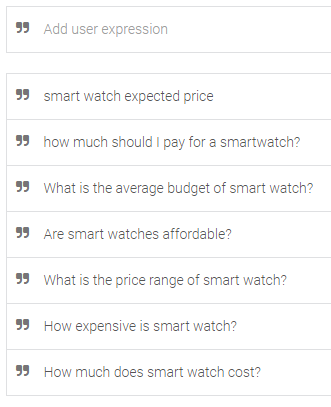 Add user expression
smart watch expected price
how much should I pay for a smartwatch?
What is the average budget of smart watch?
Are smart watches affordable?
What is the price range of smart watch?
How expensive is smart watch?
How much does smart watch cost?